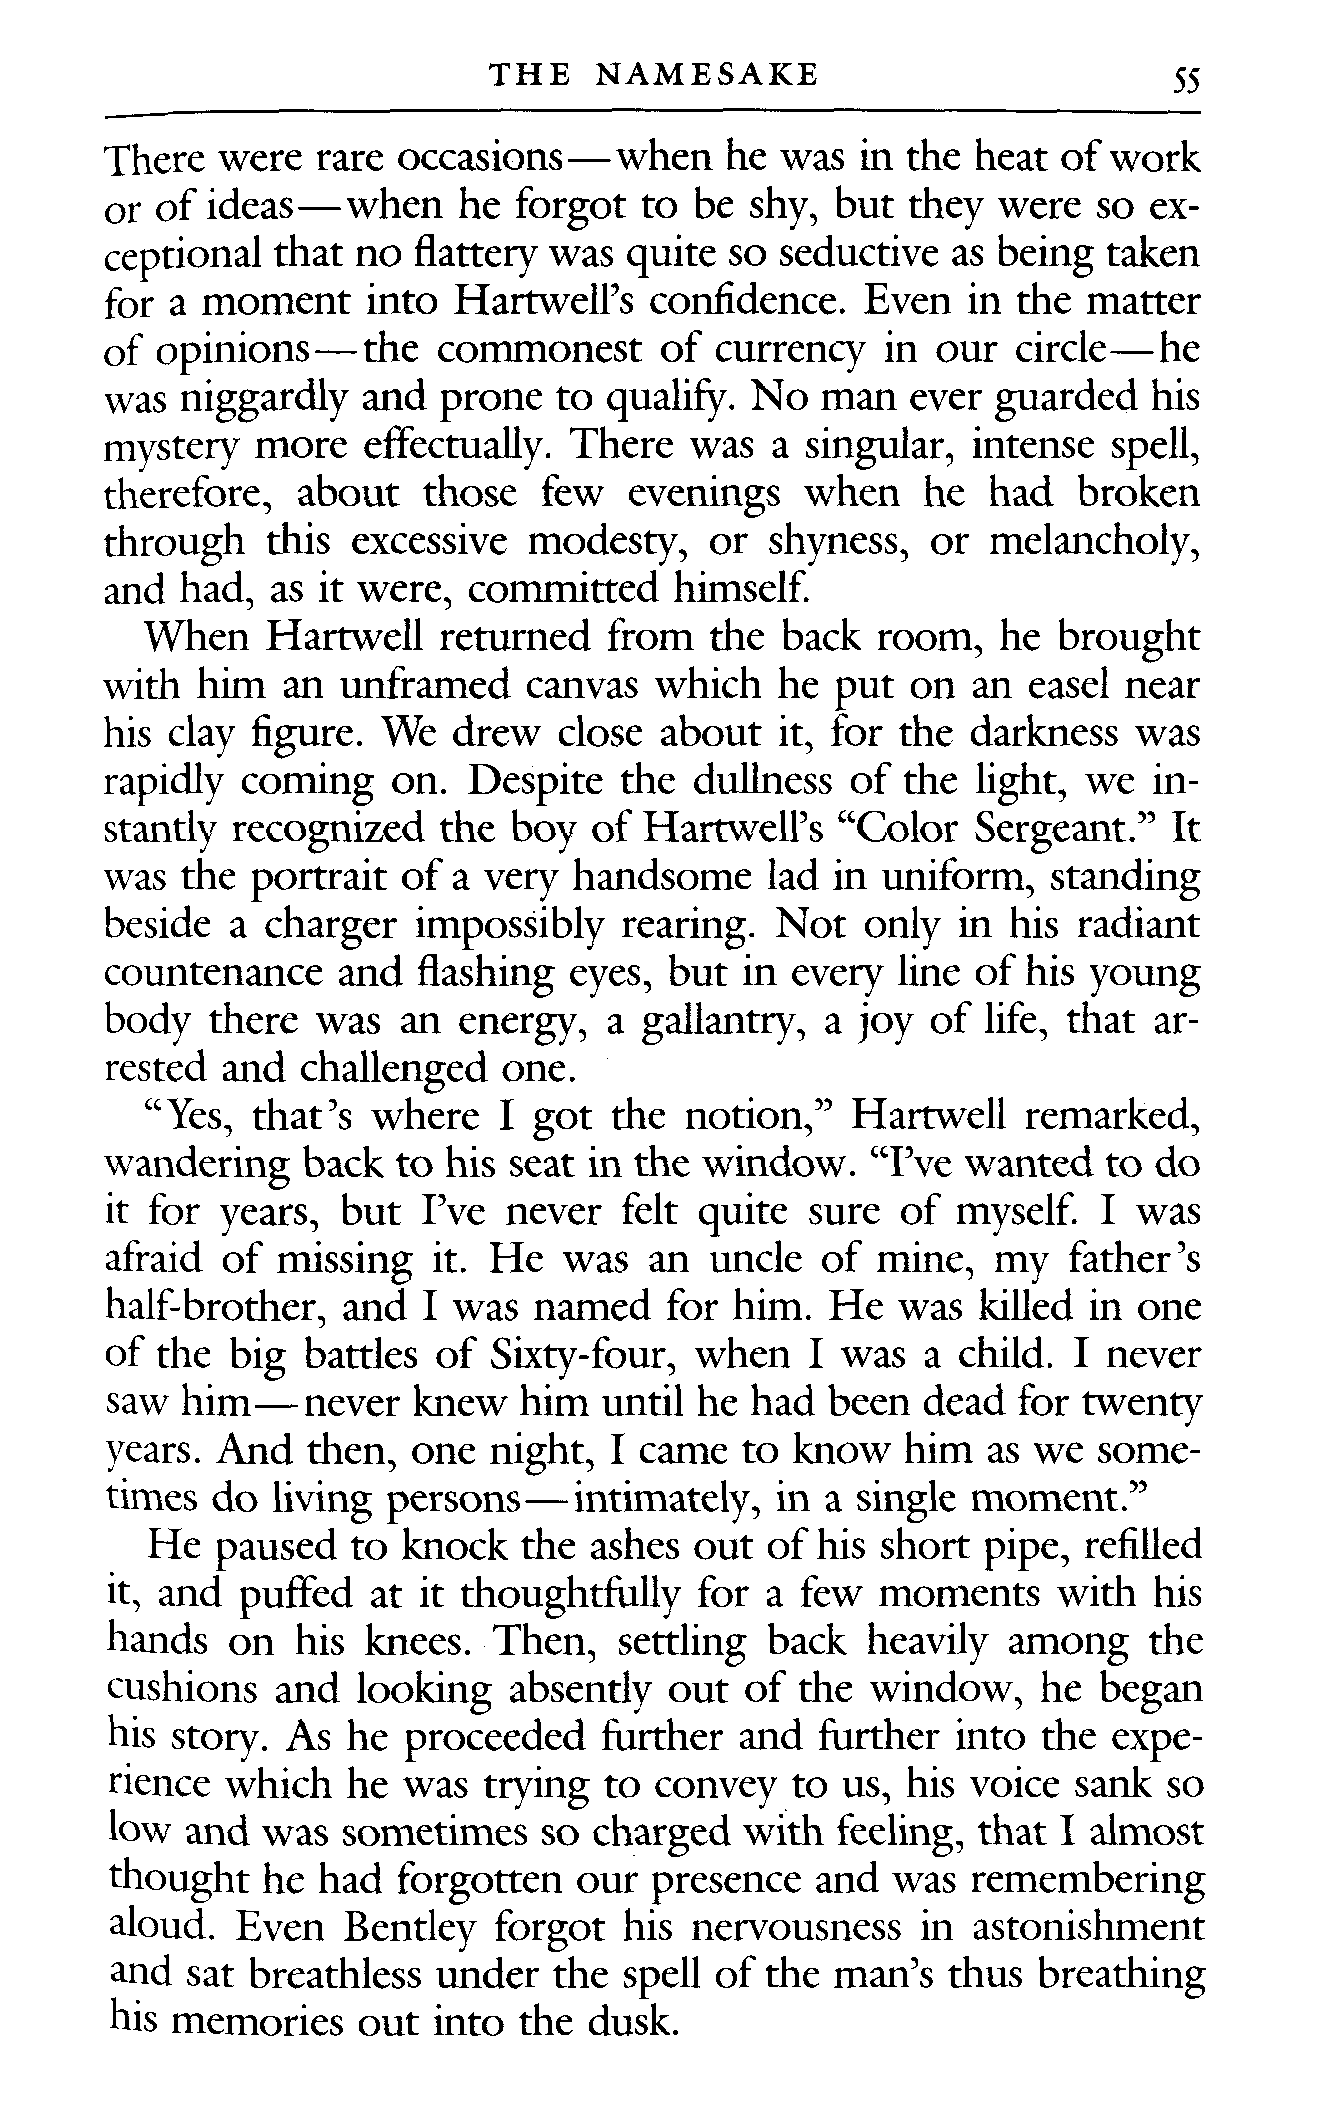 THE NAMESAKE 55
There were rare occasions—when he was in the heat of work
or of ideas—when he forgot to be shy, but they were so ex-
ceptional that no flattery was quite so seductive as being taken
for a moment into Hartwell’s confidence. Even in the matter
of opinions—the commonest of currency in our circle—he
was niggardly and prone to qualify. No man ever guarded his
mystery more effectually. There was a singular, intense spell,
therefore, about those few evenings when he had broken
through this excessive modesty, or shyness, or melancholy,
and had, as it were, committed himself.
When Hartwell returned from the back room, he brought
with him an unframed canvas which he put on an easel near
his clay figure. We drew close about it, for the darkness was
rapidly coming on. Despite the dullness of the light, we in-
stantly recognized the boy of Hartwell’s “Color Sergeant.” It
was the portrait of a very handsome lad in uniform, standing
beside a charger impossibly rearing. Not only in his radiant
countenance and flashing eyes, but in every line of his young
body there was an energy, a gallantry, a joy of life, that ar-
rested and challenged one.
“Yes, that’s where I got the notion,” Hartwell remarked,
wandering back to his seat in the window. “I’ve wanted to do
it for years, but I’ve never felt quite sure of myself. I was
afraid of missing it. He was an uncle of mine, my father’s
half-brother, and I was named for him. He was killed in one
of the big battles of Sixty-four, when I was a child. I never
saw him—never knew him until he had been dead for twenty
years. And then, one night, I came to know him as we some-
times do living persons—intimately, in a single moment.”
He paused to knock the ashes out of his short pipe, refilled
it, and puffed at it thoughtfully for a few moments with his
hands on his knees. Then, settling back heavily among the
cushions and looking absently out of the window, he began
his story. As he proceeded further and further into the expe-
rience which he was trying to convey to us, his voice sank so
low and was sometimes so charged with feeling, that I almost
thought he had forgotten our presence and was remembering
aloud. Even Bentley forgot his nervousness in astonishment
and sat breathless under the spell of the man’s thus breathing
his memories out into the dusk.